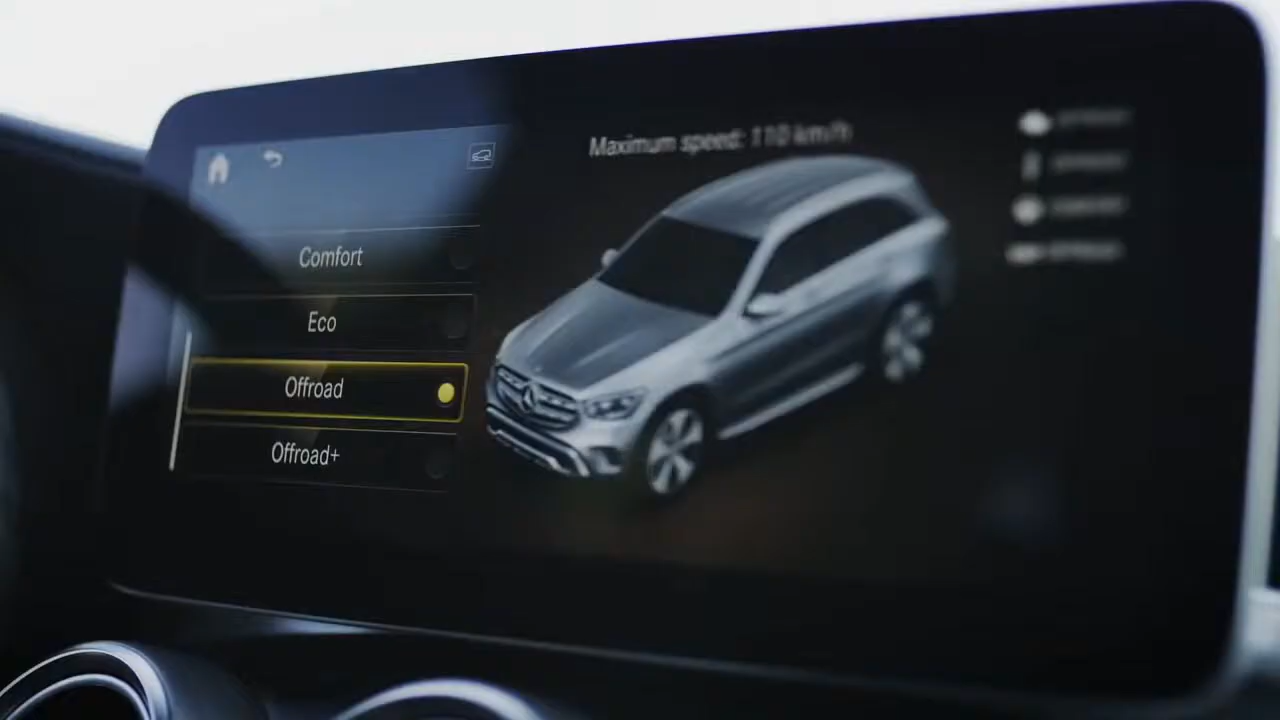 Maximum speed: 110 km/h
Comfort
Eco
Offroad
Offroad+